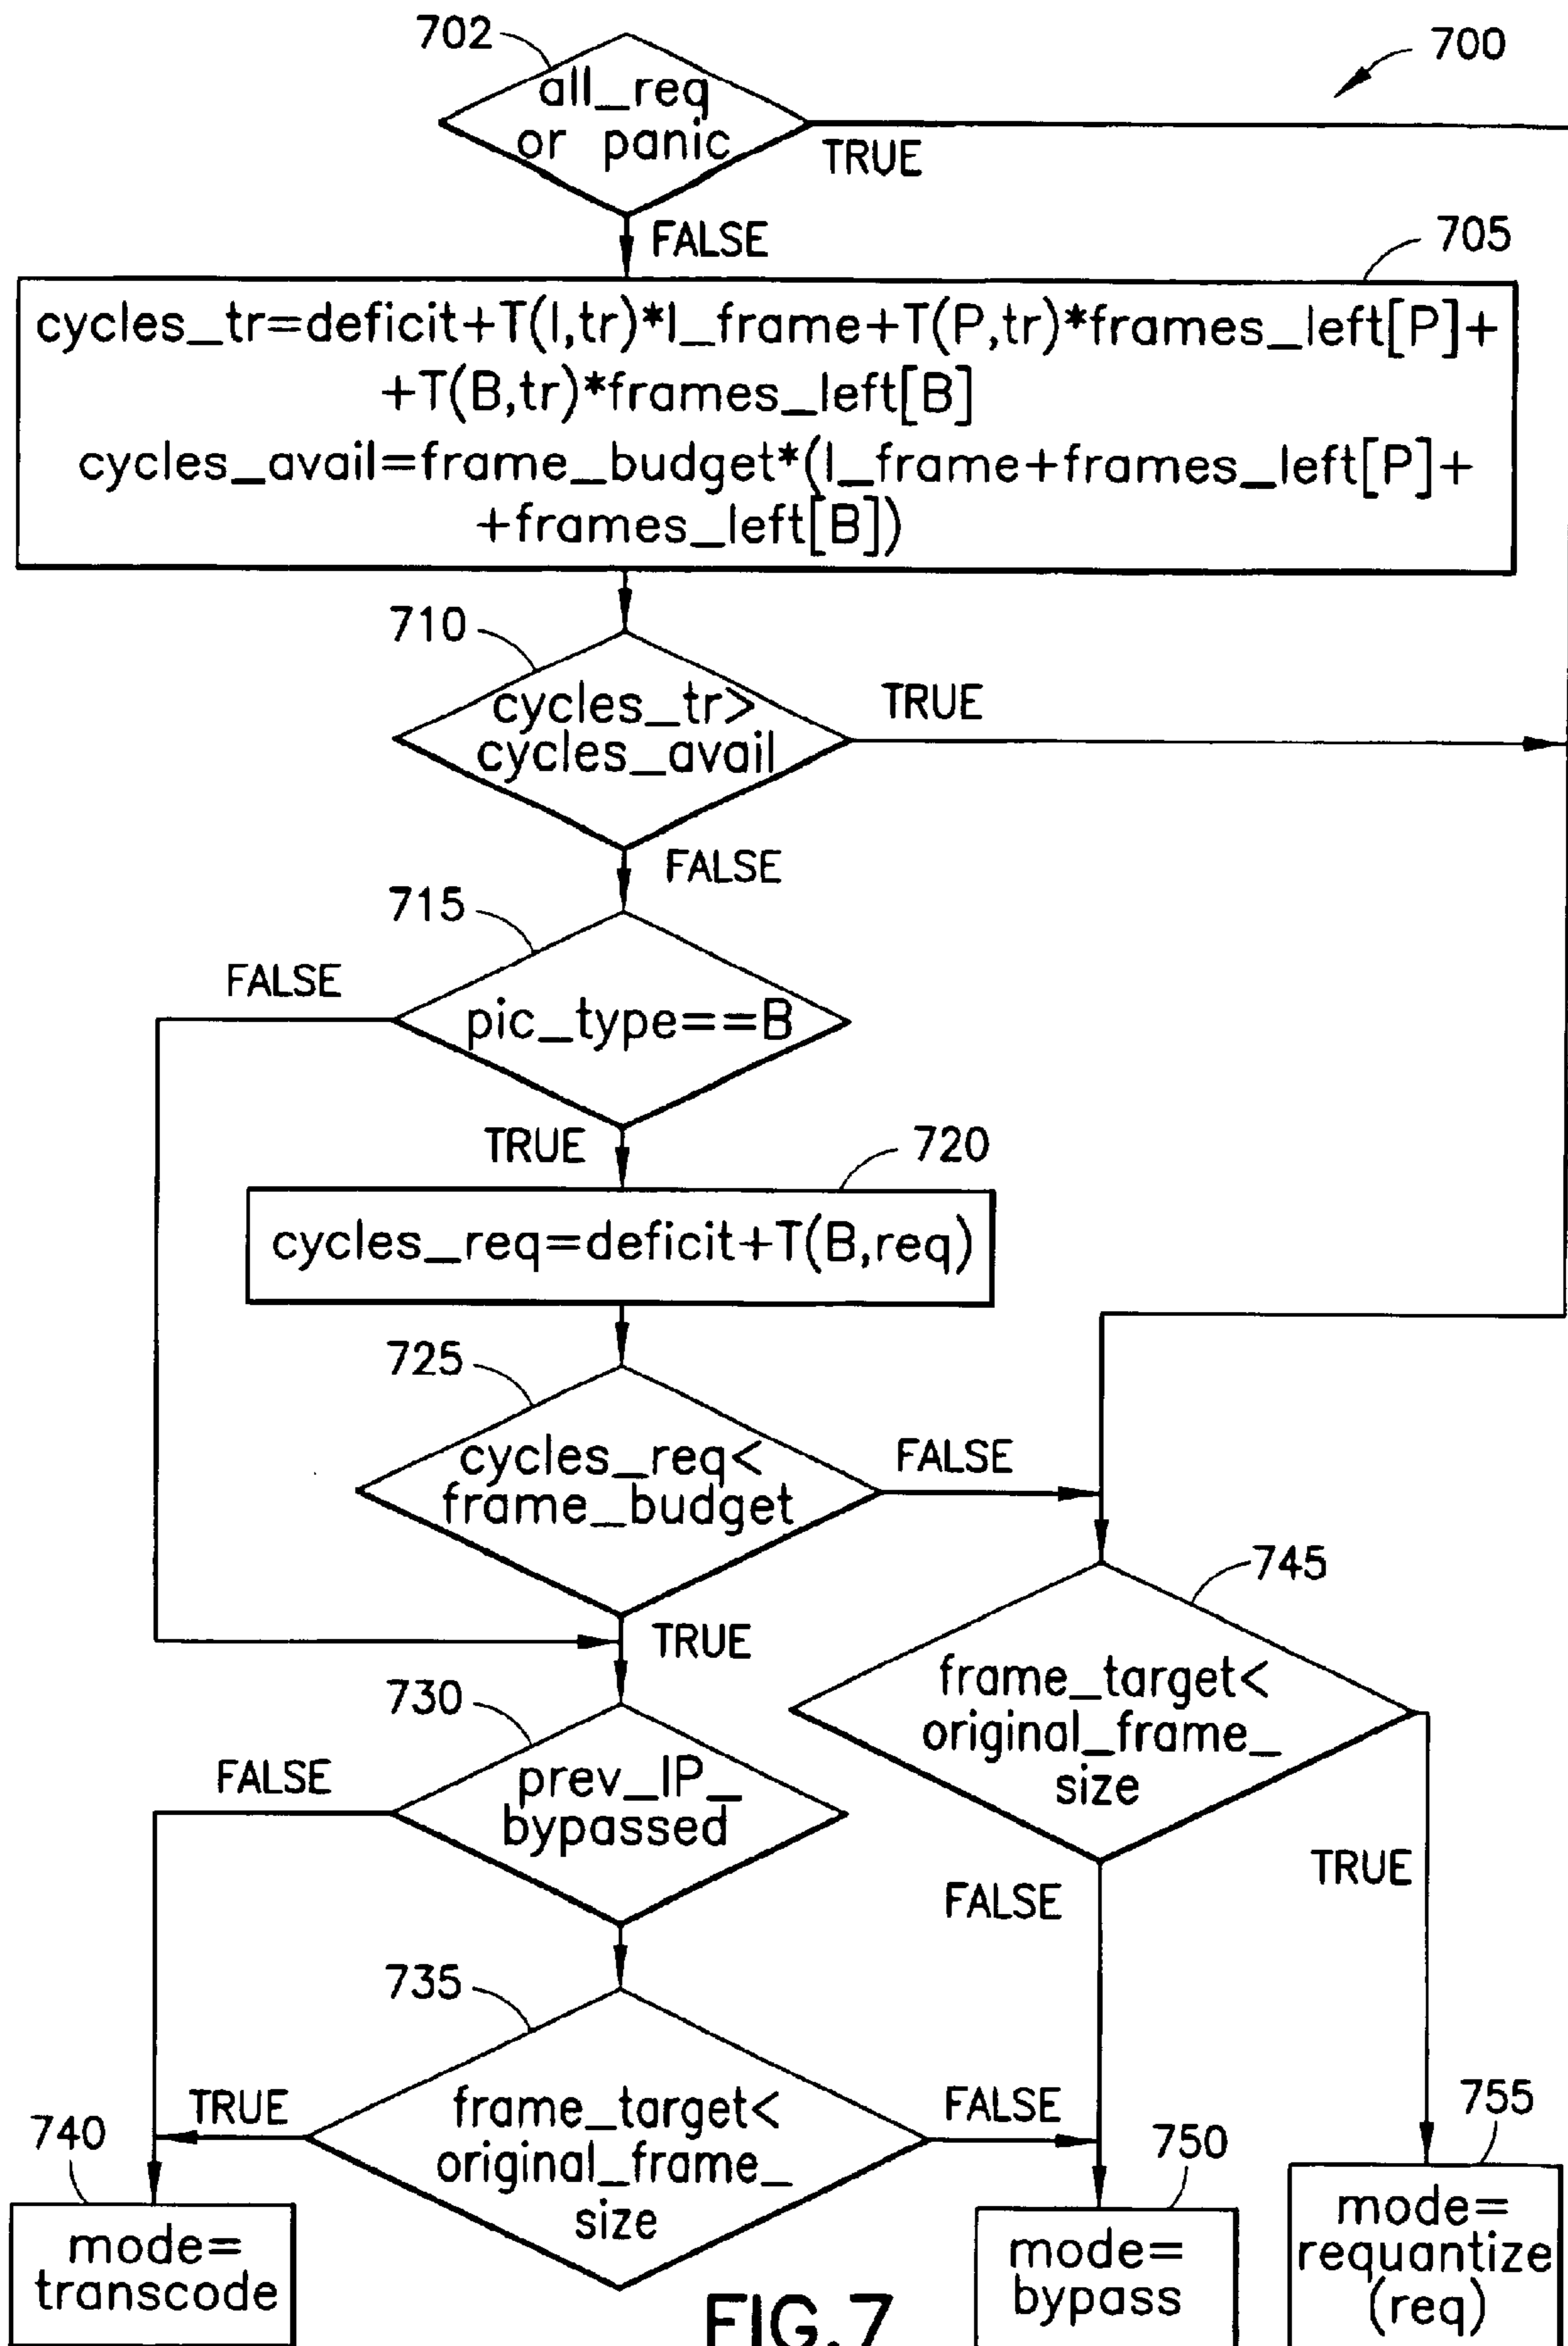 702
700
all_req
or panic
TRUE
FALSE
705
cycles_tr=deficit+T(I,tr)*I_frame+T(P,tr)*frames_left[P]+
+T(B,tr)*frames_left[B]
cycles_avail=frame_budget*(I_frame+frames_left[P]+
+frames_left[B])
710
cycles_tr>
cycles_avail
TRUE
FALSE
715
FALSE
pic_type==B
TRUE
720
cycles_req=deficit+T(B,req)
725
cycles_req<
frame_budget
FALSE
745
TRUE
730
frame_target<
original_frame_
size
FALSE
prev_IP_
bypassed
TRUE
FALSE
735
TRUE
frame_target<
original_frame_
size
FALSE
755
740
750
mode=
transcode
mode=
bypass
mode=
requantize
(req)
FIG.7